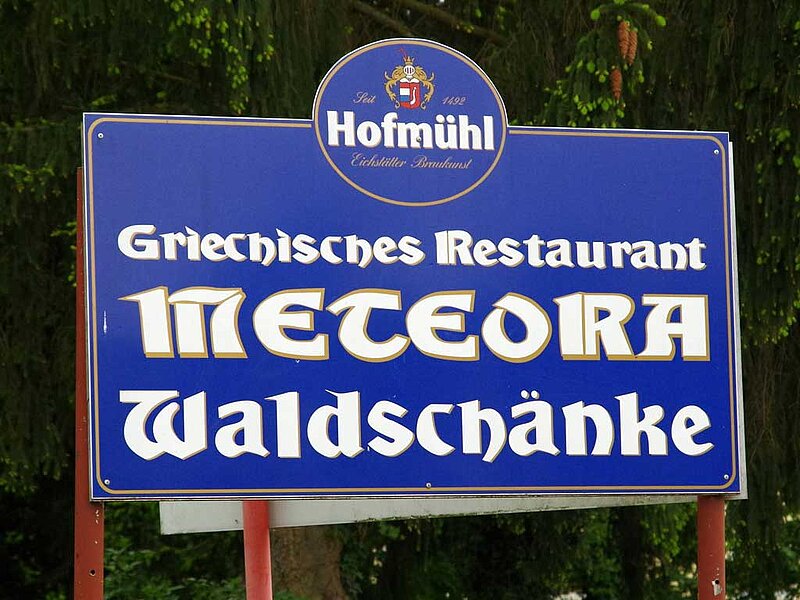 Seit 1492
Hofmühl
Eichstätter Braukunst
Griechisches Restaurant
METEORA
Waldschänke